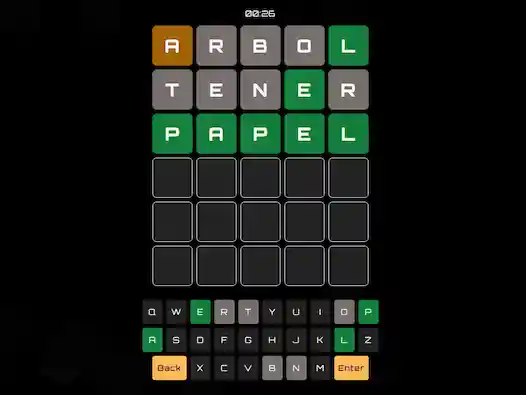 00:26
A R B O L
T E N E R
P A P E L
Q W E R T Y U I O P
A S D F G H J K L Z
Back X C V B N M Enter